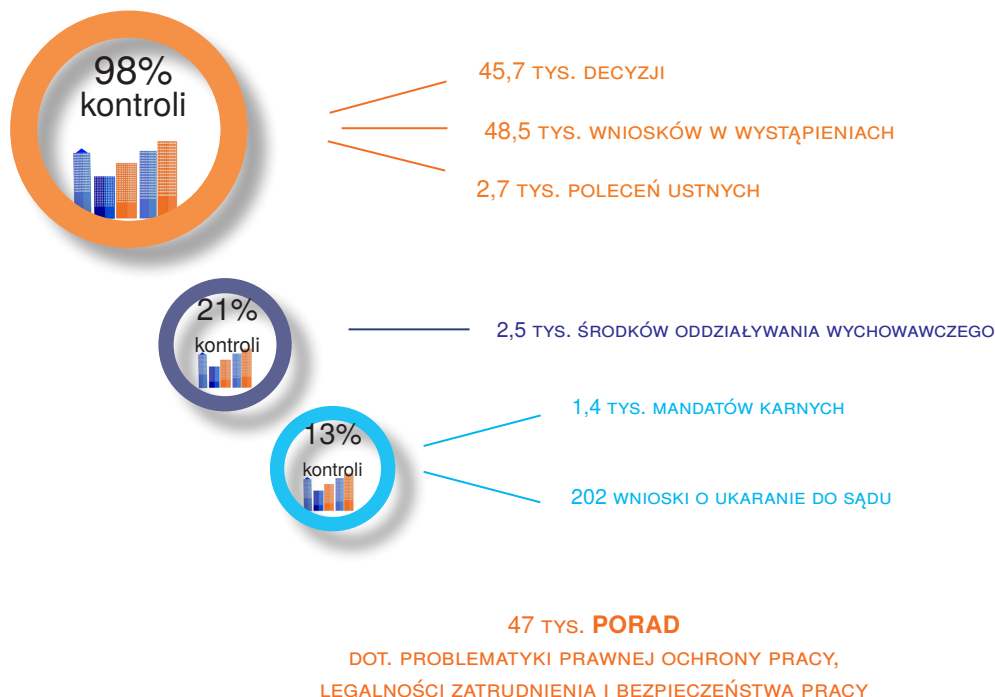 98%
kontroli
45,7 TYS. DECYZJI
48,5 TYS. WNIOSKÓW W WYSTĄPIENIACH
2,7 TYS. POLECEŃ USTNYCH
21%
kontroli
2,5 TYS. ŚRODKÓW ODDZIAŁYWANIA WYCHOWAWCZEGO
13%
kontroli
1,4 TYS. MANDATÓW KARNYCH
202 WNIOSKI O UKARANIE DO SĄDU
47 TYS. PORAD
DOT. PROBLEMATYKI PRAWNEJ OCHRONY PRACY,
LEGALNOŚCI ZATRUDNIENIA I BEZPIECZEŃSTWA PRACY